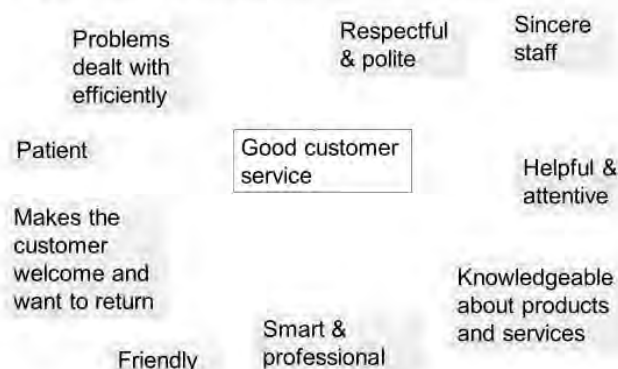 Problems
dealt with
efficiently
Respectful
& polite
Sincere
staff
Patient
Good customer
service
Helpful &
attentive
Makes the
customer
welcome and
want to return
Knowledgeable
about products
and services
Smart &
professional
Friendly